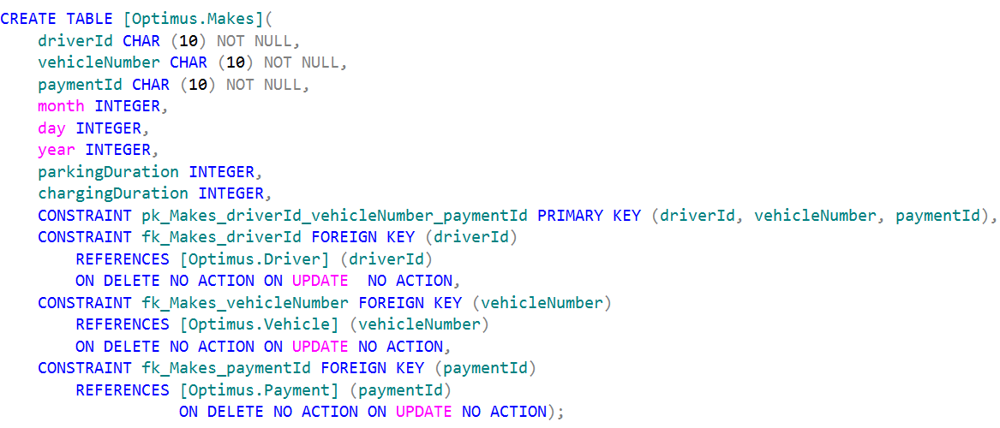 CREATE TABLE [Optimus.Makes](
    driverId CHAR (10) NOT NULL,
    vehicleNumber CHAR (10) NOT NULL,
    paymentId CHAR (10) NOT NULL,
    month INTEGER,
    day INTEGER,
    year INTEGER,
    parkingDuration INTEGER,
    chargingDuration INTEGER,
    CONSTRAINT pk_Makes_driverId_vehicleNumber_paymentId PRIMARY KEY (driverId, vehicleNumber, paymentId),
    CONSTRAINT fk_Makes_driverId FOREIGN KEY (driverId)
        REFERENCES [Optimus.Driver] (driverId)
        ON DELETE NO ACTION ON UPDATE  NO ACTION,
    CONSTRAINT fk_Makes_vehicleNumber FOREIGN KEY (vehicleNumber)
        REFERENCES [Optimus.Vehicle] (vehicleNumber)
        ON DELETE NO ACTION ON UPDATE NO ACTION,
    CONSTRAINT fk_Makes_paymentId FOREIGN KEY (paymentId)
        REFERENCES [Optimus.Payment] (paymentId)
                   ON DELETE NO ACTION ON UPDATE NO ACTION);